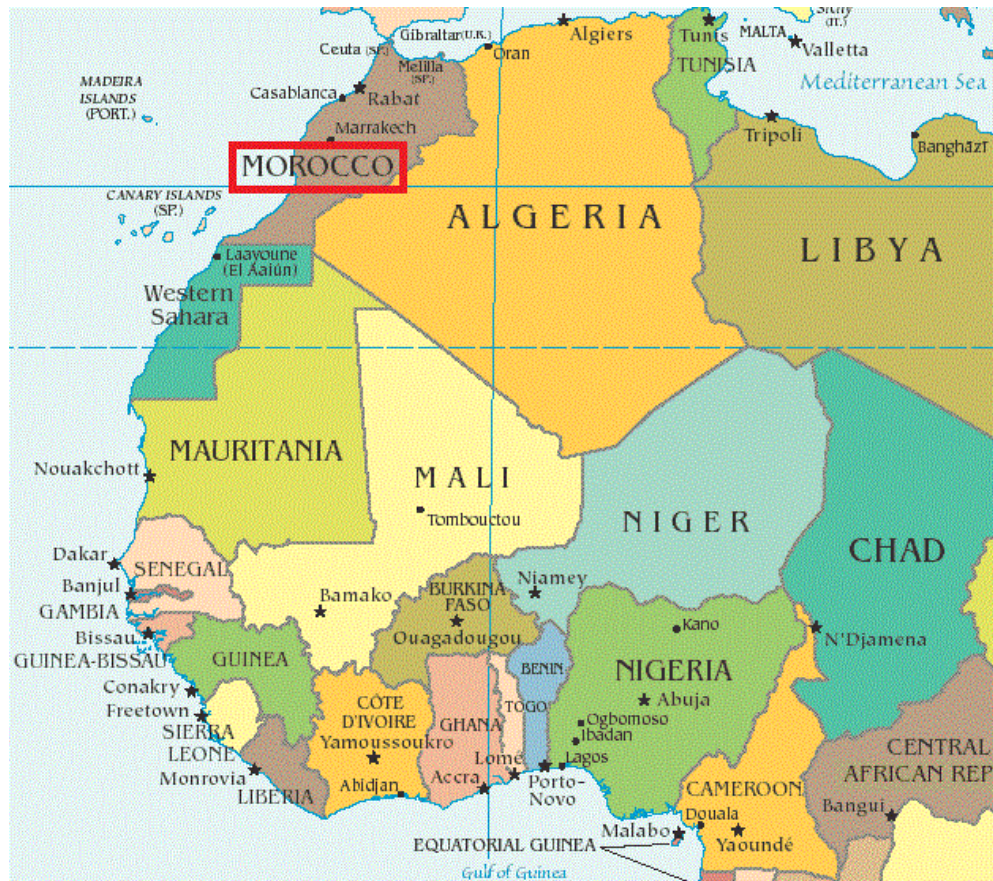 Sicily
(IT.)
Gibraltar (U.K.)
Algiers
Tunis
MALTA
Valletta
Ceuta (SP.)
Oran
Melilla
(SP.)
TUNISIA
Mediterranean Sea
MADEIRA
ISLANDS
(PORT.)
Casablanca
Rabat
Marrakech
Tripoli
Banghāzī
MOROCCO
CANARY ISLANDS
(SP.)
ALGERIA
LIBYA
Laayoune
(El Áaiún)
Western
Sahara
MAURITANIA
Nouakchott
MALI
Tombouctou
NIGER
CHAD
Dakar
SENEGAL
Banjul
GAMBIA
Bamako
BURKINA
FASO
Niamey
Ouagadougou
Kano
N'Djamena
Bissau
GUINEA-BISSAU
GUINEA
BENIN
NIGERIA
Abuja
Conakry
Freetown
SIERRA
LEONE
CÔTE
D'IVOIRE
Yamoussoukro
GHANA
TOGO
Ogbomoso
Ibadan
Lagos
Monrovia
LIBERIA
Abidjan
Accra
Lomé
Porto-
Novo
CENTRAL
AFRICAN REP
CAMEROON
Bangui
Douala
Malabo
Yaoundé
EQUATORIAL GUINEA
Gulf of Guinea